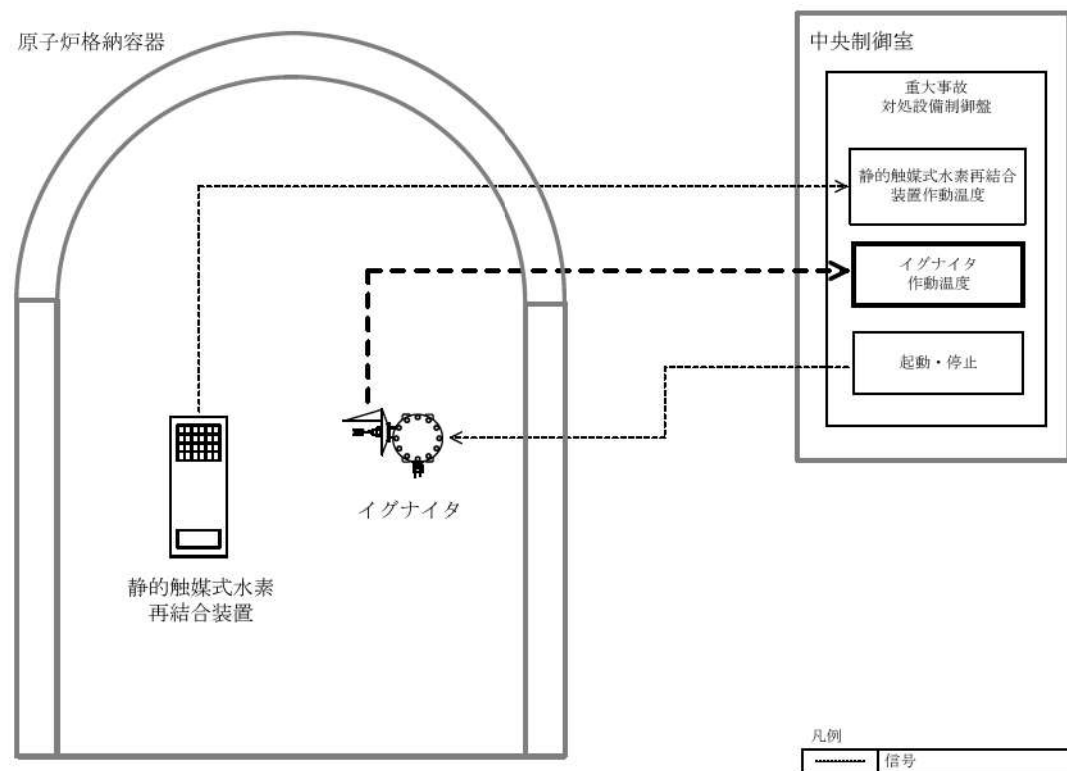 原子炉格納容器
中央制御室
重大事故
対処設備制御盤
静的触媒式水素再結合
装置作動温度
イグナイタ
作動温度
起動・停止
イグナイタ
静的触媒式水素
再結合装置
凡例
信号